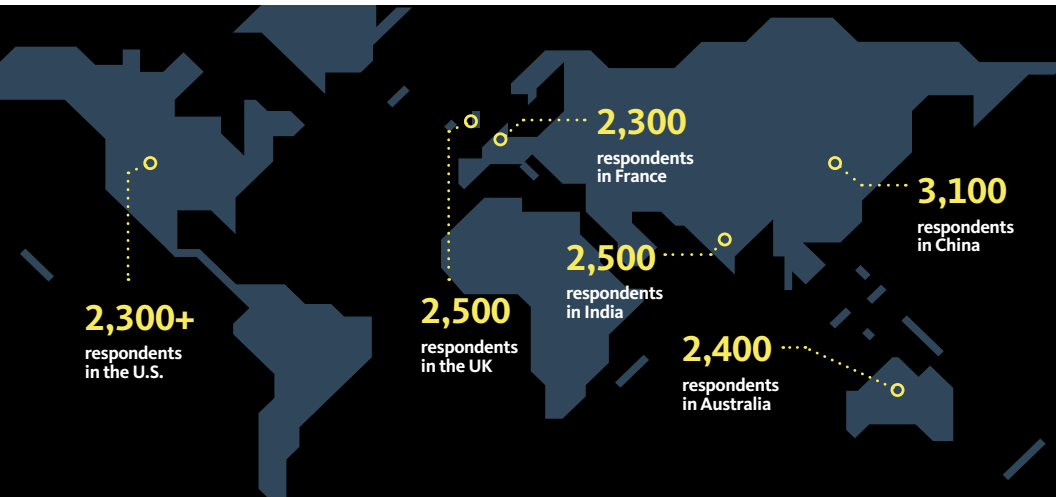 2,300
respondents
in France
3,100
respondents
in China
2,500
respondents
in India
2,300+
respondents
in the U.S.
2,500
respondents
in the UK
2,400
respondents
in Australia